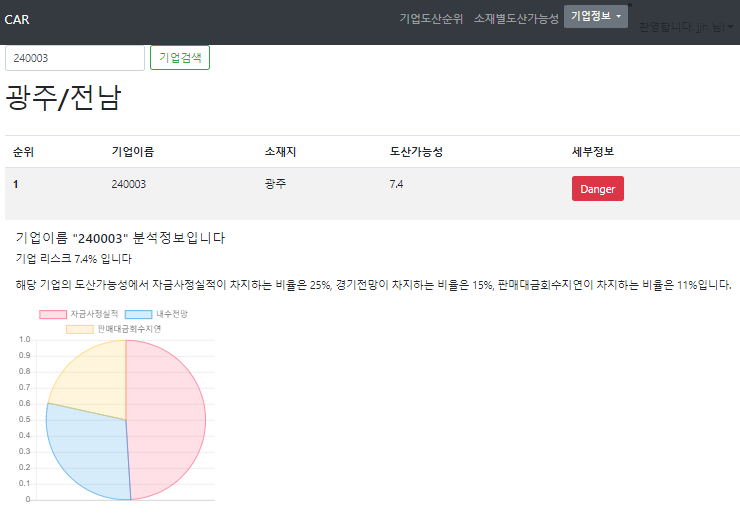 CAR
기업도산순위 소재별도산가능성 기업정보
환영합니다. jjh 님!
240003 기업검색
광주/전남
순위 기업이름 소재지 도산가능성 세부정보
1 240003 광주 7.4 Danger
기업이름 "240003" 분석정보입니다
기업 리스크 7.4% 입니다
해당 기업의 도산가능성에서 자금사정실적이 차지하는 비율은 25%, 경기전망이 차지하는 비율은 15%, 판매대금회수지연이 차지하는 비율은 11%입니다.
자금사정실적 내수전망
판매대금회수지연
1.0
0.9
0.8
0.7
0.6
0.5
0.4
0.3
0.2
0.1
0